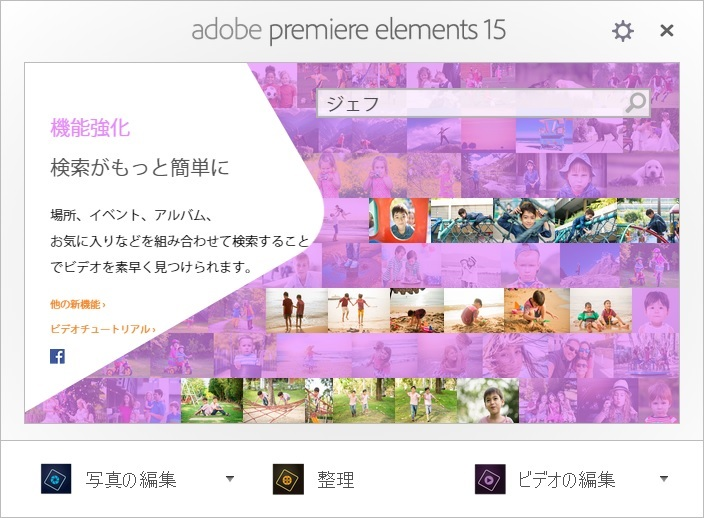 adobe premiere elements 15
ジェフ
機能強化
検索がもっと簡単に
場所、イベント、アルバム、
お気に入りなどを組み合わせて検索すること
でビデオを素早く見つけられます。
他の新機能 ›
ビデオチュートリアル ›
写真の編集
整理
ビデオの編集